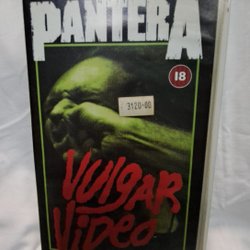 PANTERA
18
3120-00
VULGAR
VIDEO